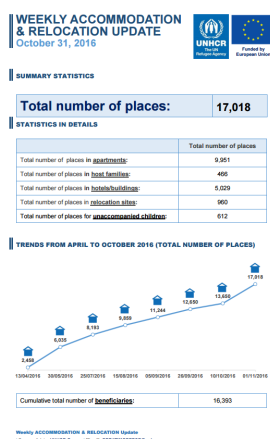 WEEKLY ACCOMMODATION
& RELOCATION UPDATE
October 31, 2016
UNHCR
The UN
Refugee Agency
Funded by
European Union
SUMMARY STATISTICS
Total number of places: 17,018
STATISTICS IN DETAILS
Total number of places
Total number of places in apartments: 9,951
Total number of places in host families: 466
Total number of places in hotels/buildings: 5,029
Total number of places in relocation sites: 960
Total number of places for unaccompanied children: 612
TRENDS FROM APRIL TO OCTOBER 2016 (TOTAL NUMBER OF PLACES)
17,018
13,650
12,650
11,244
9,859
8,193
6,035
2,458
13/04/2016 30/05/2016 25/07/2016 15/08/2016 05/09/2016 26/09/2016 10/10/2016 01/11/2016
Cumulative total number of beneficiaries: 16,393
Weekly ACCOMMODATION & RELOCATION Update